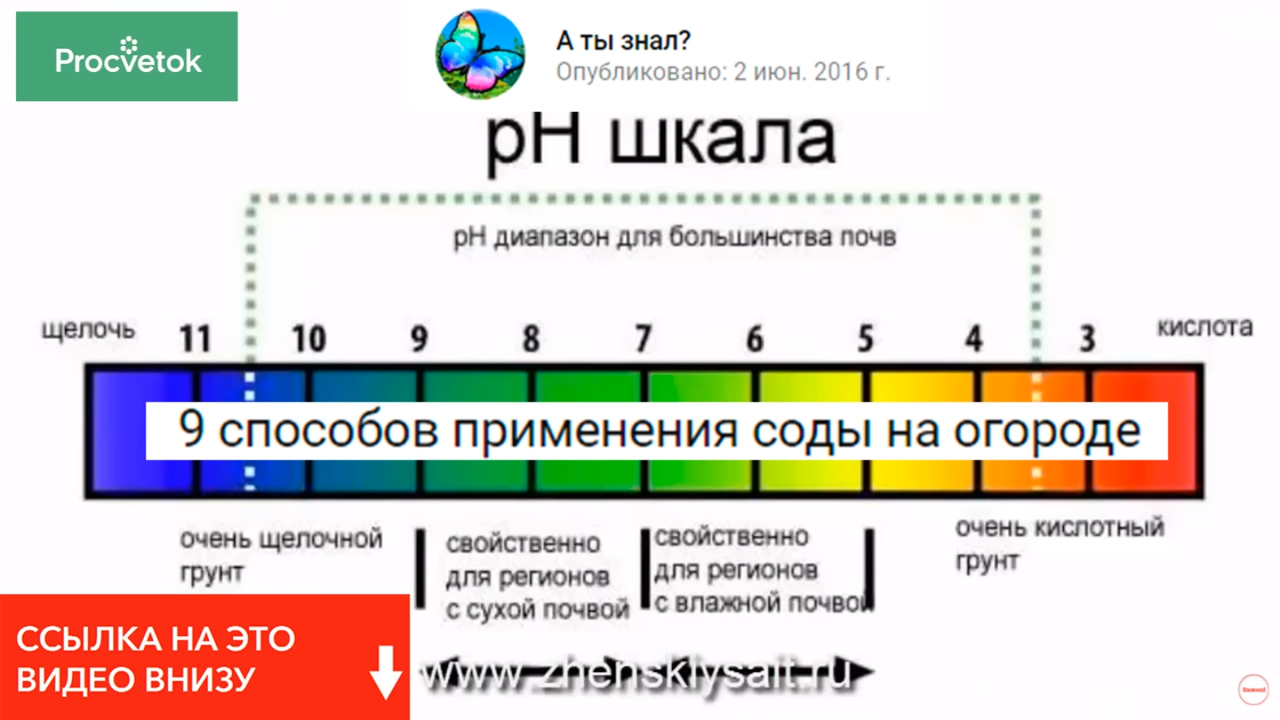 Procvetok
А ты знал?
Опубликовано: 2 июн. 2016 г.
pH шкала
pH диапазон для большинства почв
щелочь 11 10 9 8 7 6 5 4 3 кислота
9 способов применения соды на огороде
очень щелочной
грунт
свойственно
для регионов
с сухой почвой
свойственно
для регионов
с влажной почвой
очень кислотный
грунт
ССЫЛКА НА ЭТО
ВИДЕО ВНИЗУ
www.zhenskiysait.ru